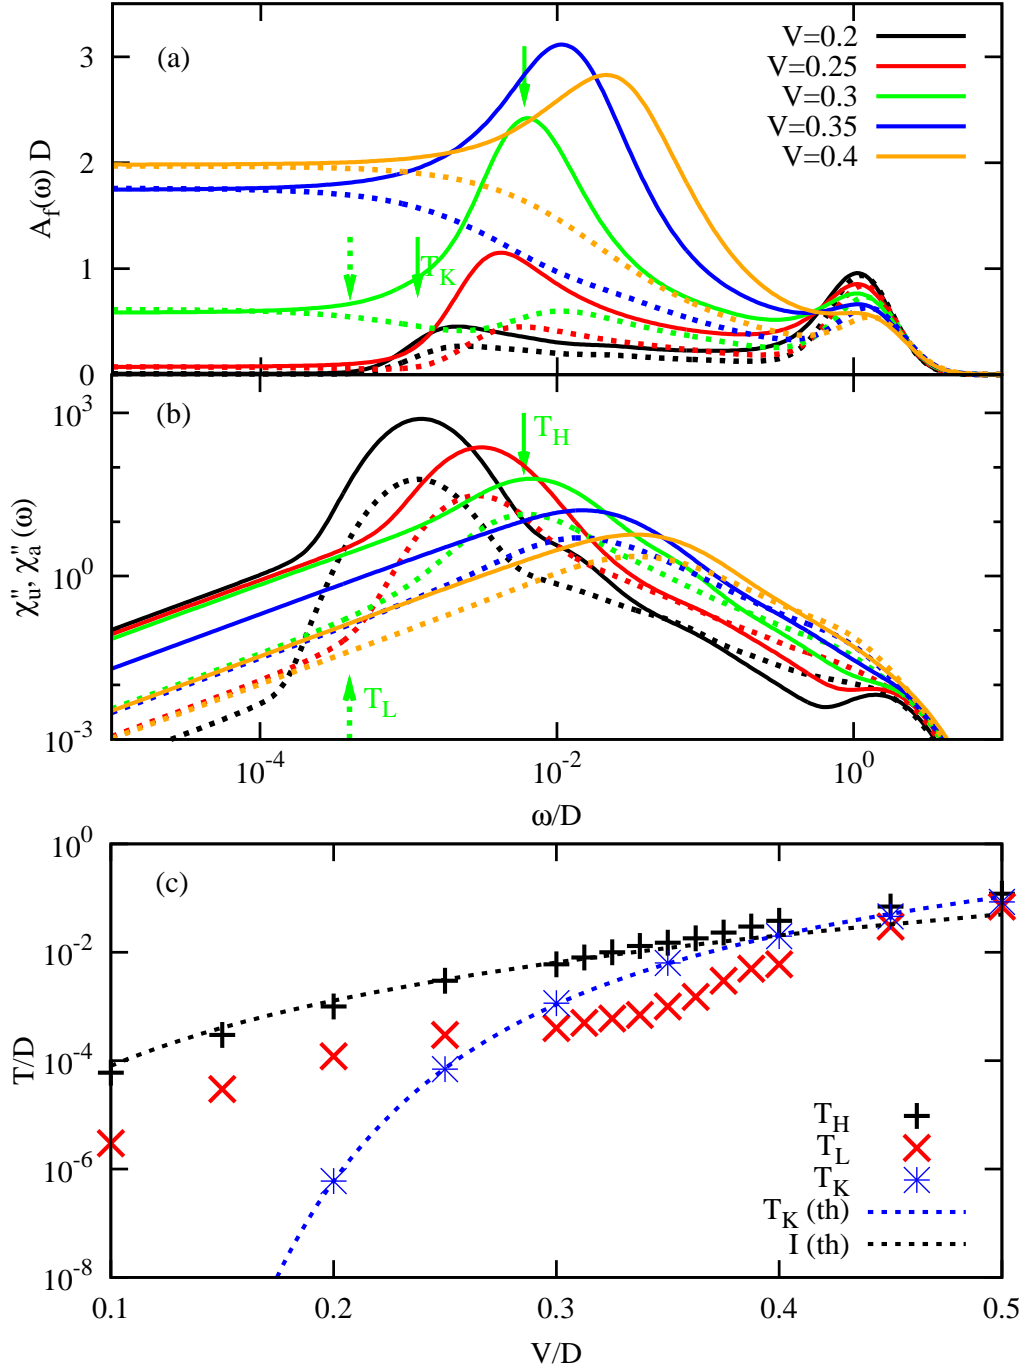 (a)
V=0.2
V=0.25
V=0.3
V=0.35
V=0.4
3
2
1
0
A_f(ω) D
T_K
(b)
10^3
10^0
10^-3
χ''_u, χ''_a(ω)
T_H
T_L
10^-4 10^-2 10^0
ω/D
(c)
10^0
10^-2
10^-4
10^-6
10^-8
T/D
T_H
T_L
T_K
T_K (th)
I (th)
0.1 0.2 0.3 0.4 0.5
V/D